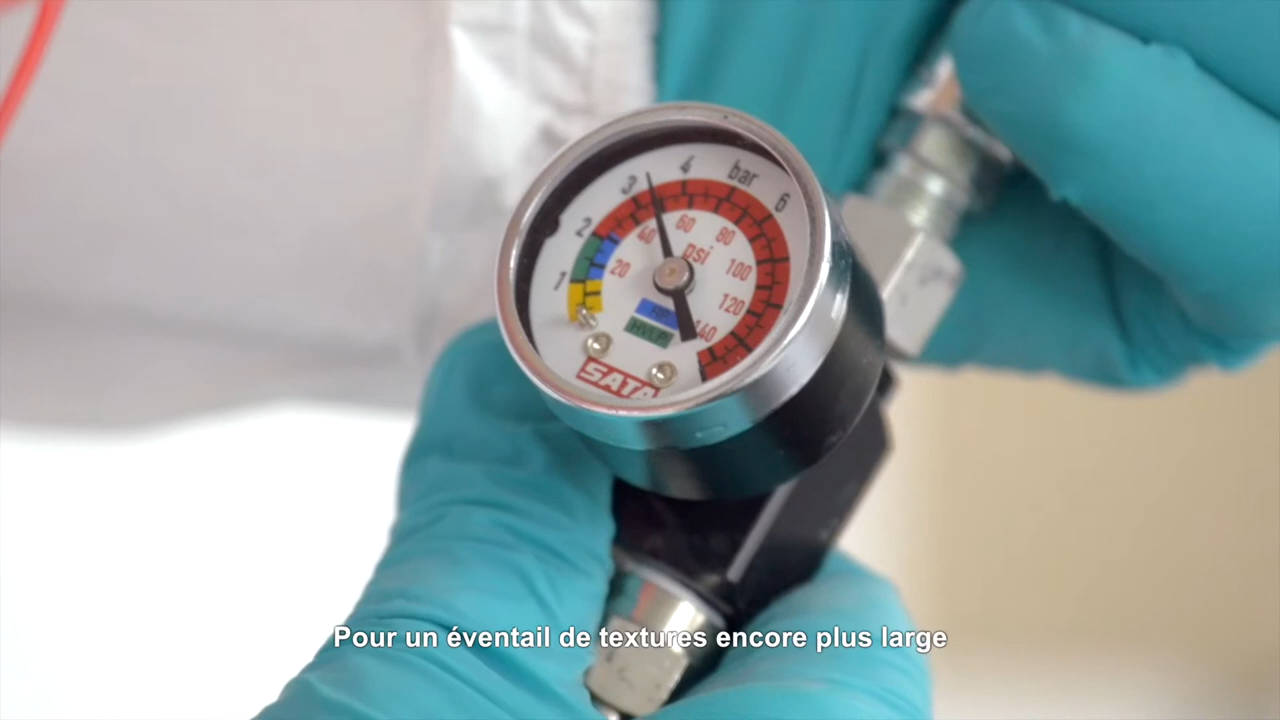 4
bar
3
6
2
60
80
40
psi
20
100
1
120
RP
HVLP
140
SATA
Pour un éventail de textures encore plus large